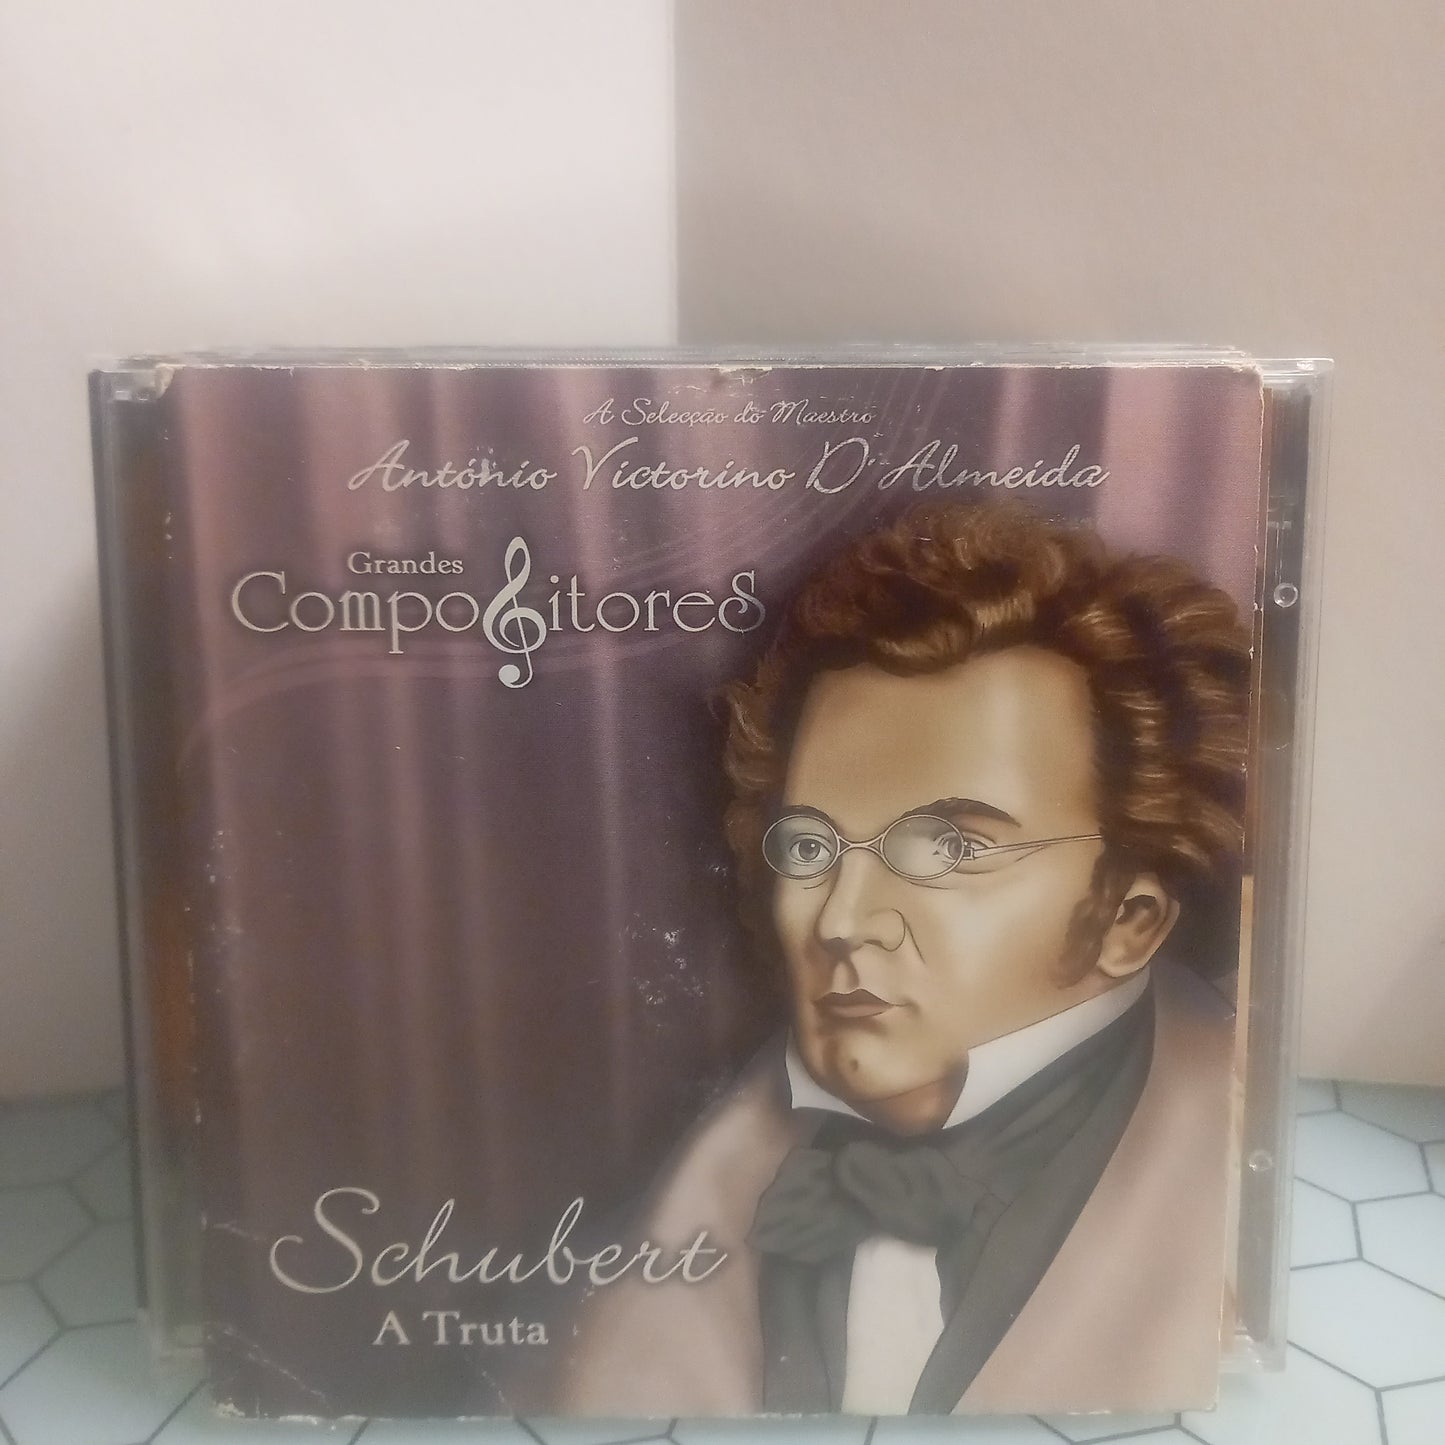 A Selecção do Maestro
António Victorino D'Almeida
Grandes
Compositores
Schubert
A Truta